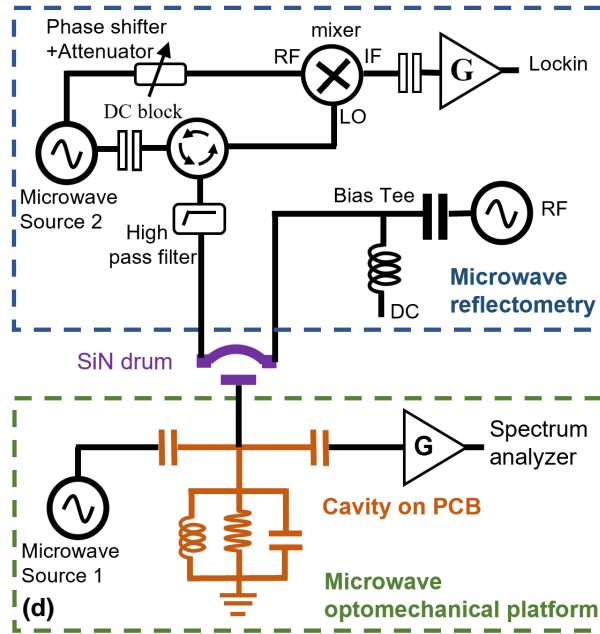 Phase shifter
+Attenuator
mixer
RF
IF
G
Lockin
DC block
LO
Microwave
Source 2
Bias Tee
RF
High
pass filter
DC
Microwave
reflectometry
SiN drum
G
Spectrum
analyzer
Cavity on PCB
Microwave
Source 1
(d)
Microwave
optomechanical platform